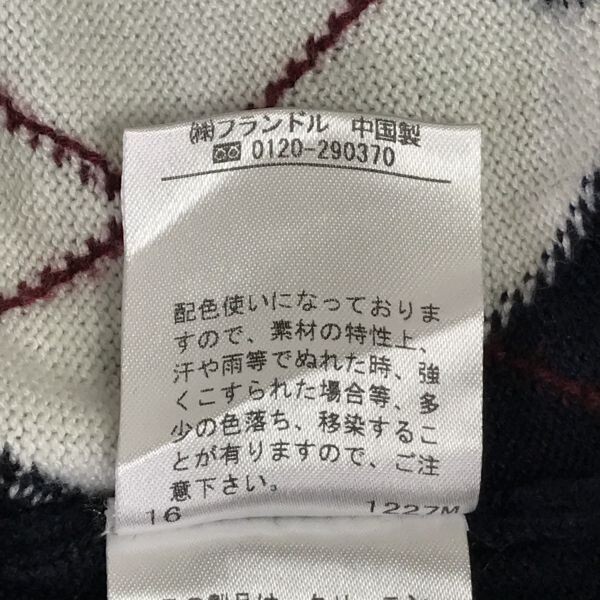 ㈱フランドル 中国製
0120-290370
配色使いになっておりま
すので、素材の特性上、
汗や雨等でぬれた時、強
くこすられた場合等、多
少の色落ち、移染するこ
とが有りますので、ご注
意下さい。
16 1227M